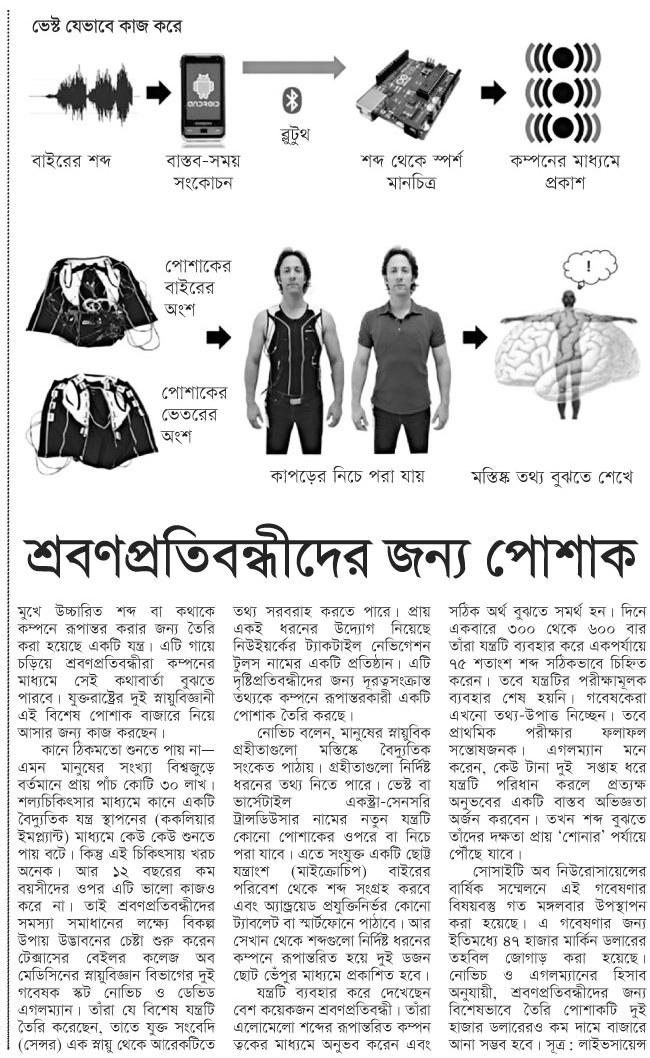 ভেস্ট যেভাবে কাজ করে
ANDROID
ব্লুটুথ
বাইরের শব্দ
বাস্তব-সময়
সংকোচন
শব্দ থেকে স্পর্শ
মানচিত্র
কম্পনের মাধ্যমে
প্রকাশ
পোশাকের
বাইরের
অংশ
!
পোশাকের
ভেতরের
অংশ
কাপড়ের নিচে পরা যায়
মস্তিষ্ক তথ্য বুঝতে শেখে
শ্রবণপ্রতিবন্ধীদের জন্য পোশাক
মুখে উচ্চারিত শব্দ বা কথাকে
কম্পনে রূপান্তর করার জন্য তৈরি
করা হয়েছে একটি যন্ত্র। এটি গায়ে
চড়িয়ে শ্রবণপ্রতিবন্ধীরা কম্পনের
মাধ্যমে সেই কথাবার্তা বুঝতে
পারবে। যুক্তরাষ্ট্রের দুই স্নায়ুবিজ্ঞানী
এই বিশেষ পোশাক বাজারে নিয়ে
আসার জন্য কাজ করছেন।
কানে ঠিকমতো শুনতে পায় না—
এমন মানুষের সংখ্যা বিশ্বজুড়ে
বর্তমানে প্রায় পাঁচ কোটি ৩০ লাখ।
শল্যচিকিৎসার মাধ্যমে কানে একটি
বৈদ্যুতিক যন্ত্র স্থাপনের (ককলিয়ার
ইমপ্ল্যান্ট) মাধ্যমে কেউ কেউ শুনতে
পায় বটে। কিন্তু এই চিকিৎসায় খরচ
অনেক। আর ১২ বছরের কম
বয়সীদের ওপর এটি ভালো কাজও
করে না। তাই শ্রবণপ্রতিবন্ধীদের
সমস্যা সমাধানের লক্ষ্যে বিকল্প
উপায় উদ্ভাবনের চেষ্টা শুরু করেন
টেক্সাসের বেইলর কলেজ অব
মেডিসিনের স্নায়ুবিজ্ঞান বিভাগের দুই
গবেষক স্কট নোভিচ ও ডেভিড
এগলম্যান। তাঁরা যে বিশেষ যন্ত্রটি
তৈরি করেছেন, তাতে যুক্ত সংবেদি
(সেন্সর) এক স্নায়ু থেকে আরেকটিতে
তথ্য সরবরাহ করতে পারে। প্রায়
একই ধরনের উদ্যোগ নিয়েছে
নিউইয়র্কের ট্যাকটাইল নেভিগেশন
টুলস নামের একটি প্রতিষ্ঠান। এটি
দৃষ্টিপ্রতিবন্ধীদের জন্য দূরত্বসংক্রান্ত
তথ্যকে কম্পনে রূপান্তরকারী একটি
পোশাক তৈরি করছে।
নোভিচ বলেন, মানুষের স্নায়ুবিক
গ্রহীতাগুলো মস্তিষ্কে বৈদ্যুতিক
সংকেত পাঠায়। গ্রহীতাগুলো নির্দিষ্ট
ধরনের তথ্য নিতে পারে। ভেস্ট বা
ভার্সেটাইল এক্সট্রা-সেনসরি
ট্রান্সডিউসার নামের নতুন যন্ত্রটি
কোনো পোশাকের ওপরে বা নিচে
পরা যাবে। এতে সংযুক্ত একটি ছোট্ট
যন্ত্রাংশ (মাইক্রোচিপ) বাইরের
পরিবেশ থেকে শব্দ সংগ্রহ করবে
এবং অ্যান্ড্রয়েড প্রযুক্তিনির্ভর কোনো
ট্যাবলেট বা স্মার্টফোনে পাঠাবে। আর
সেখান থেকে শব্দগুলো নির্দিষ্ট ধরনের
কম্পনে রূপান্তরিত হয়ে দুই ডজন
ছোট ভেঁপুর মাধ্যমে প্রকাশিত হবে।
যন্ত্রটি ব্যবহার করে দেখেছেন
বেশ কয়েকজন শ্রবণপ্রতিবন্ধী। তাঁরা
এলোমেলো শব্দের রূপান্তরিত কম্পন
ত্বকের মাধ্যমে অনুভব করেন এবং
সঠিক অর্থ বুঝতে সমর্থ হন। দিনে
একবারে ৩০০ থেকে ৬০০ বার
তাঁরা যন্ত্রটি ব্যবহার করে একপর্যায়ে
৭৫ শতাংশ শব্দ সঠিকভাবে চিহ্নিত
করেন। তবে যন্ত্রটির পরীক্ষামূলক
ব্যবহার শেষ হয়নি। গবেষকেরা
এখনো তথ্য-উপাত্ত নিচ্ছেন। তবে
প্রাথমিক পরীক্ষার ফলাফল
সন্তোষজনক। এগলম্যান মনে
করেন, কেউ টানা দুই সপ্তাহ ধরে
যন্ত্রটি পরিধান করলে প্রত্যক্ষ
অনুভবের একটি বাস্তব অভিজ্ঞতা
অর্জন করবেন। তখন শব্দ বুঝতে
তাঁদের দক্ষতা প্রায় ‘শোনার’ পর্যায়ে
পৌঁছে যাবে।
সোসাইটি অব নিউরোসায়েন্সের
বার্ষিক সম্মেলনে এই গবেষণার
বিষয়বস্তু গত মঙ্গলবার উপস্থাপন
করা হয়েছে। এ গবেষণার জন্য
ইতিমধ্যে ৪৭ হাজার মার্কিন ডলারের
তহবিল জোগাড় করা হয়েছে।
নোভিচ ও এগলম্যানের হিসাব
অনুযায়ী, শ্রবণপ্রতিবন্ধীদের জন্য
বিশেষভাবে তৈরি পোশাকটি দুই
হাজার ডলারেরও কম দামে বাজারে
আনা সম্ভব হবে। সূত্র : লাইভসায়েন্স